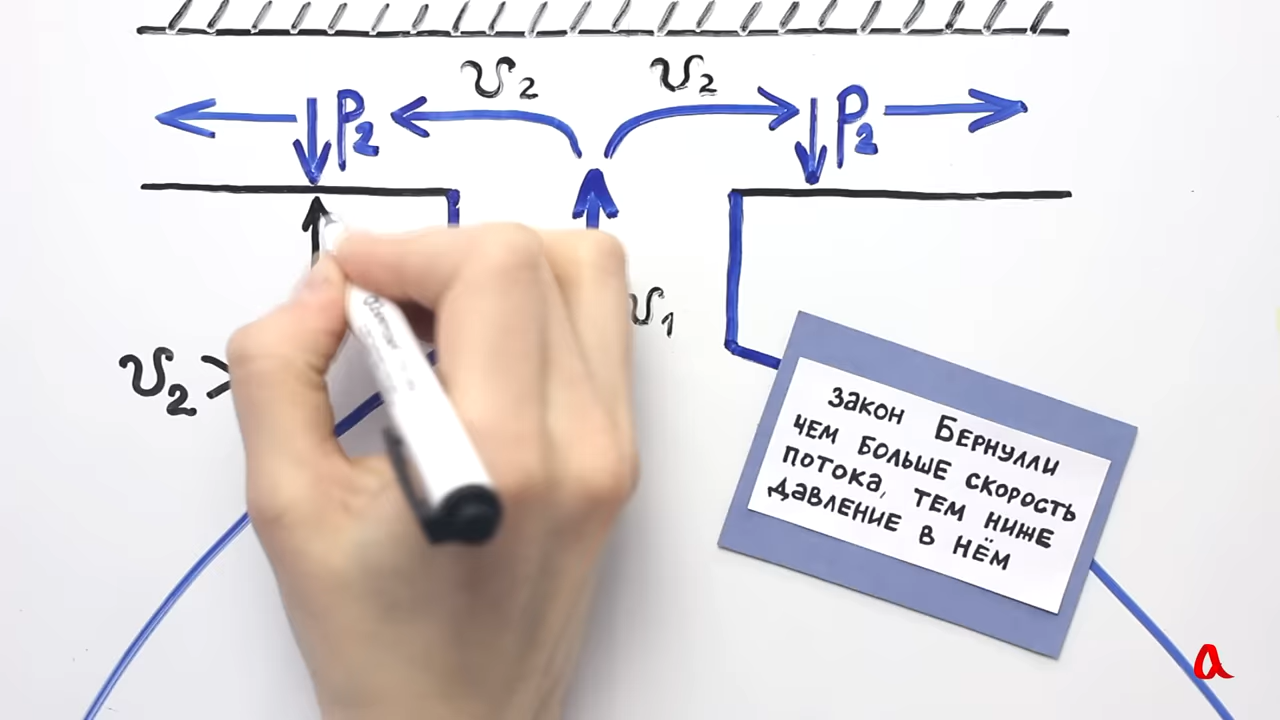 υ₂ υ₂
P₂ P₂
υ₁
υ₂ >
закон Бернулли
чем больше скорость
потока, тем ниже
давление в нём
a